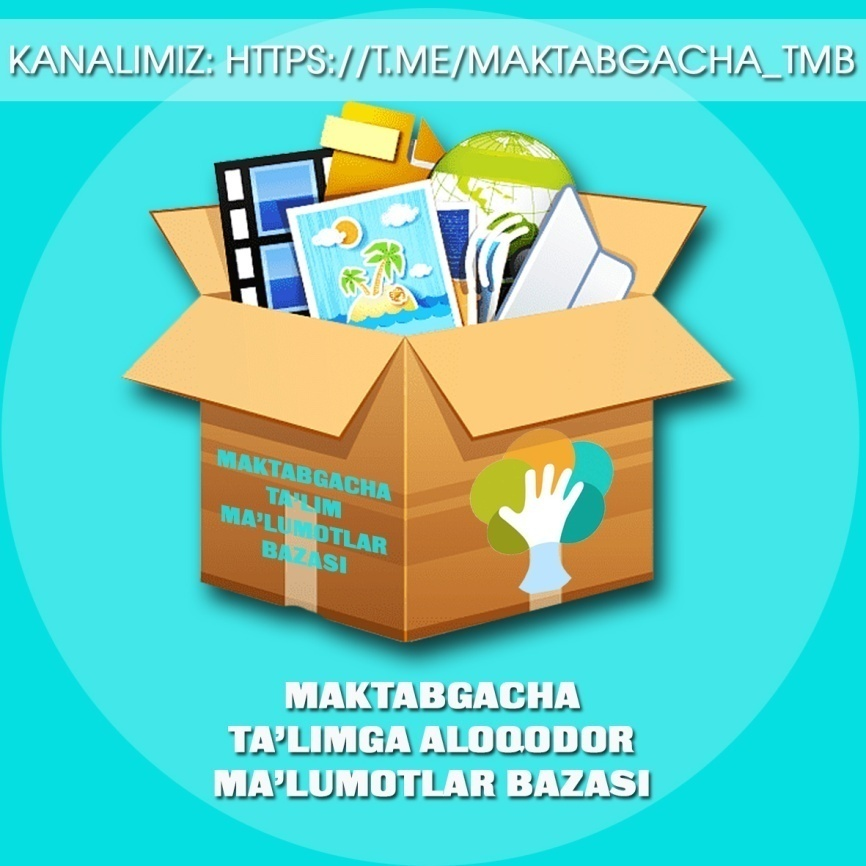 KANALIMIZ: HTTPS://T.ME/MAKTABGACHA_TMB
MAKTABGACHA
TA'LIM
MA'LUMOTLAR
BAZASI
MAKTABGACHA
TA'LIMGA ALOQODOR
MA'LUMOTLAR BAZASI